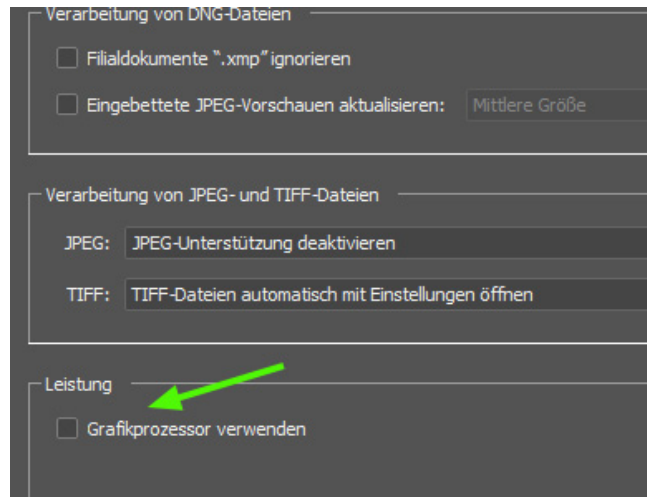 Verarbeitung von DNG-Dateien
Filialdokumente “.xmp” ignorieren
Eingebettete JPEG-Vorschauen aktualisieren: Mittlere Größe
Verarbeitung von JPEG- und TIFF-Dateien
JPEG: JPEG-Unterstützung deaktivieren
TIFF: TIFF-Dateien automatisch mit Einstellungen öffnen
Leistung
Grafikprozessor verwenden